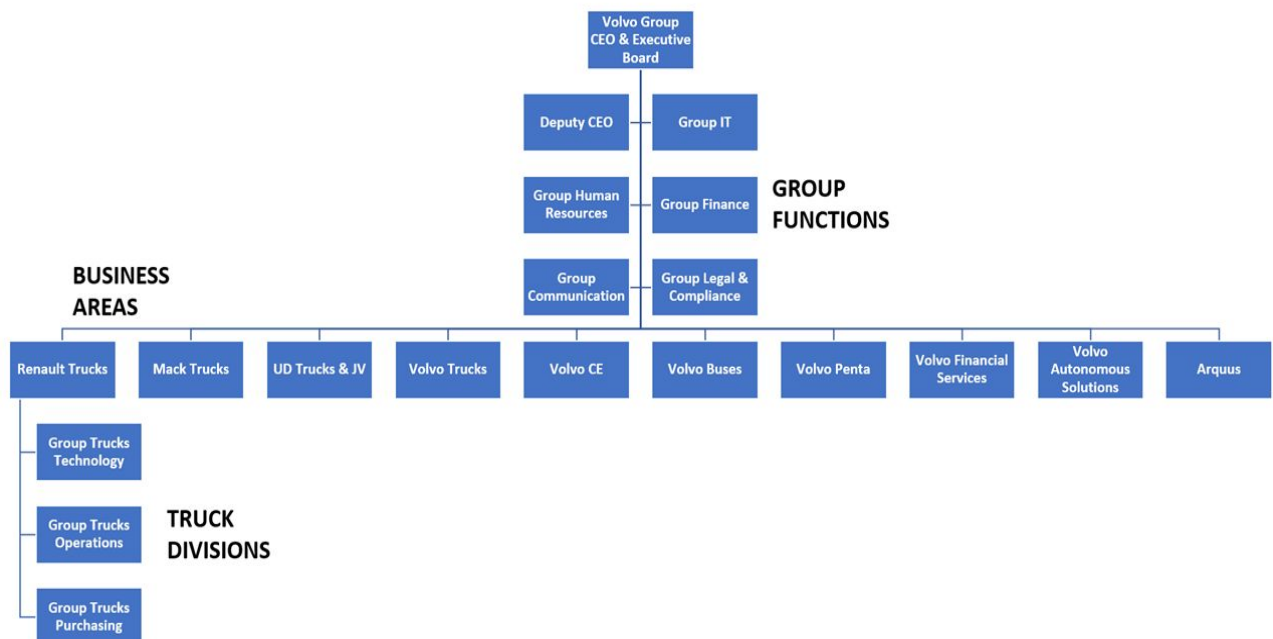 Volvo Group
CEO & Executive
Board
Deputy CEO
Group IT
Group Human
Resources
Group Finance
GROUP
FUNCTIONS
Group
Communication
Group Legal &
Compliance
BUSINESS
AREAS
Renault Trucks
Mack Trucks
UD Trucks & JV
Volvo Trucks
Volvo CE
Volvo Buses
Volvo Penta
Volvo Financial
Services
Volvo
Autonomous
Solutions
Arquus
Group Trucks
Technology
Group Trucks
Operations
TRUCK
DIVISIONS
Group Trucks
Purchasing